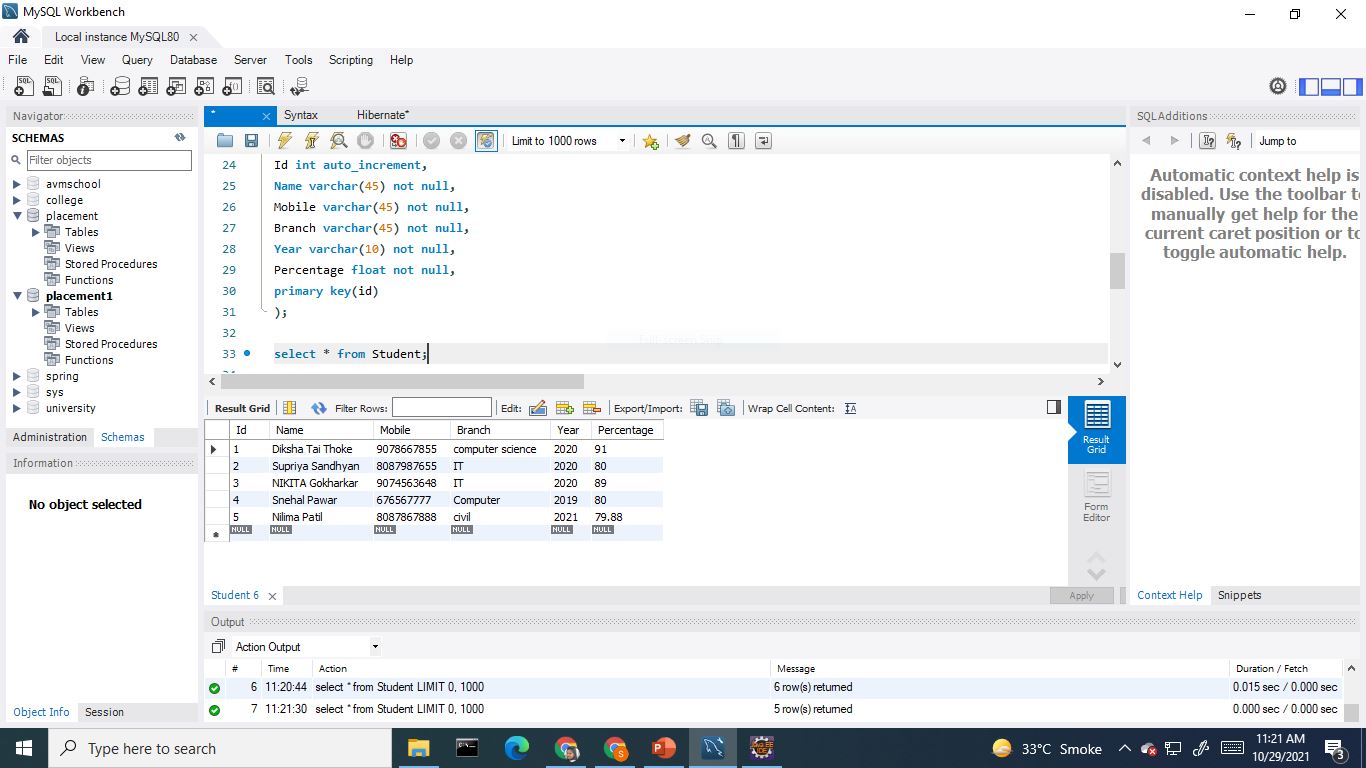 MySQL Workbench
Local instance MySQL80
File Edit View Query Database Server Tools Scripting Help
Navigator
SCHEMAS
Filter objects
avmschool
college
placement
Tables
Views
Stored Procedures
Functions
placement1
Tables
Views
Stored Procedures
Functions
spring
sys
university
Administration Schemas
Information
No object selected
Object Info Session
* Syntax Hibernate*
Limit to 1000 rows
24 Id int auto_increment,
25 Name varchar(45) not null,
26 Mobile varchar(45) not null,
27 Branch varchar(45) not null,
28 Year varchar(10) not null,
29 Percentage float not null,
30 primary key(id)
31 );
32
33 select * from Student;
Result Grid Filter Rows: Edit: Export/Import: Wrap Cell Content:
Id Name Mobile Branch Year Percentage
1 Diksha Tai Thoke 9078667855 computer science 2020 91
2 Supriya Sandhyan 8087987655 IT 2020 80
3 NIKITA Gokharkar 9074563648 IT 2020 89
4 Snehal Pawar 676567777 Computer 2019 80
5 Nilima Patil 8087867888 civil 2021 79.88
NULL NULL NULL NULL NULL NULL
Result
Grid
Form
Editor
Student 6
Apply
SQLAdditions
Jump to
Automatic context help is
disabled. Use the toolbar to
manually get help for the
current caret position or to
toggle automatic help.
Context Help Snippets
Output
Action Output
# Time Action Message Duration / Fetch
6 11:20:44 select * from Student LIMIT 0, 1000 6 row(s) returned 0.015 sec / 0.000 sec
7 11:21:30 select * from Student LIMIT 0, 1000 5 row(s) returned 0.000 sec / 0.000 sec
Type here to search
33°C Smoke
11:21 AM
10/29/2021
3